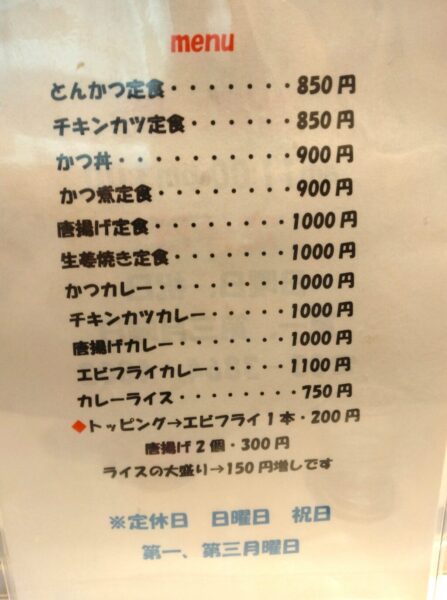 menu
とんかつ定食・・・・・・・850円
チキンカツ定食・・・・・・850円
かつ丼・・・・・・・・・・900円
かつ煮定食・・・・・・・・900円
唐揚げ定食・・・・・・・・1000円
生姜焼き定食・・・・・・・1000円
かつカレー・・・・・・・・1000円
チキンカツカレー・・・・・1000円
唐揚げカレー・・・・・・・1000円
エビフライカレー・・・・・1100円
カレーライス・・・・・・・・750円
◆トッピング→エビフライ1本・200円
唐揚げ2個・300円
ライスの大盛り→150円増しです
※定休日 日曜日 祝日
第一、第三月曜日